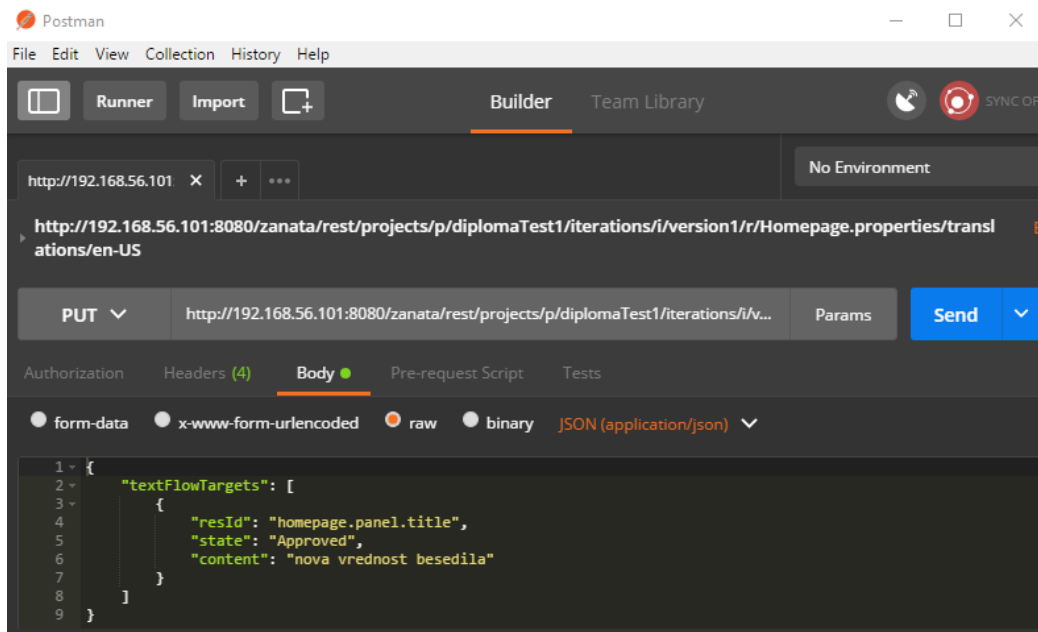 Postman
File Edit View Collection History Help
Runner Import Builder Team Library SYNC OF
http://192.168.56.101: No Environment
http://192.168.56.101:8080/zanata/rest/projects/p/diplomaTest1/iterations/i/version1/r/Homepage.properties/transl
ations/en-US
PUT http://192.168.56.101:8080/zanata/rest/projects/p/diplomaTest1/iterations/i/v... Params Send
Authorization Headers (4) Body Pre-request Script Tests
form-data x-www-form-urlencoded raw binary JSON (application/json)
1 {
2 "textFlowTargets": [
3 {
4 "resId": "homepage.panel.title",
5 "state": "Approved",
6 "content": "nova vrednost besedila"
7 }
8 ]
9 }